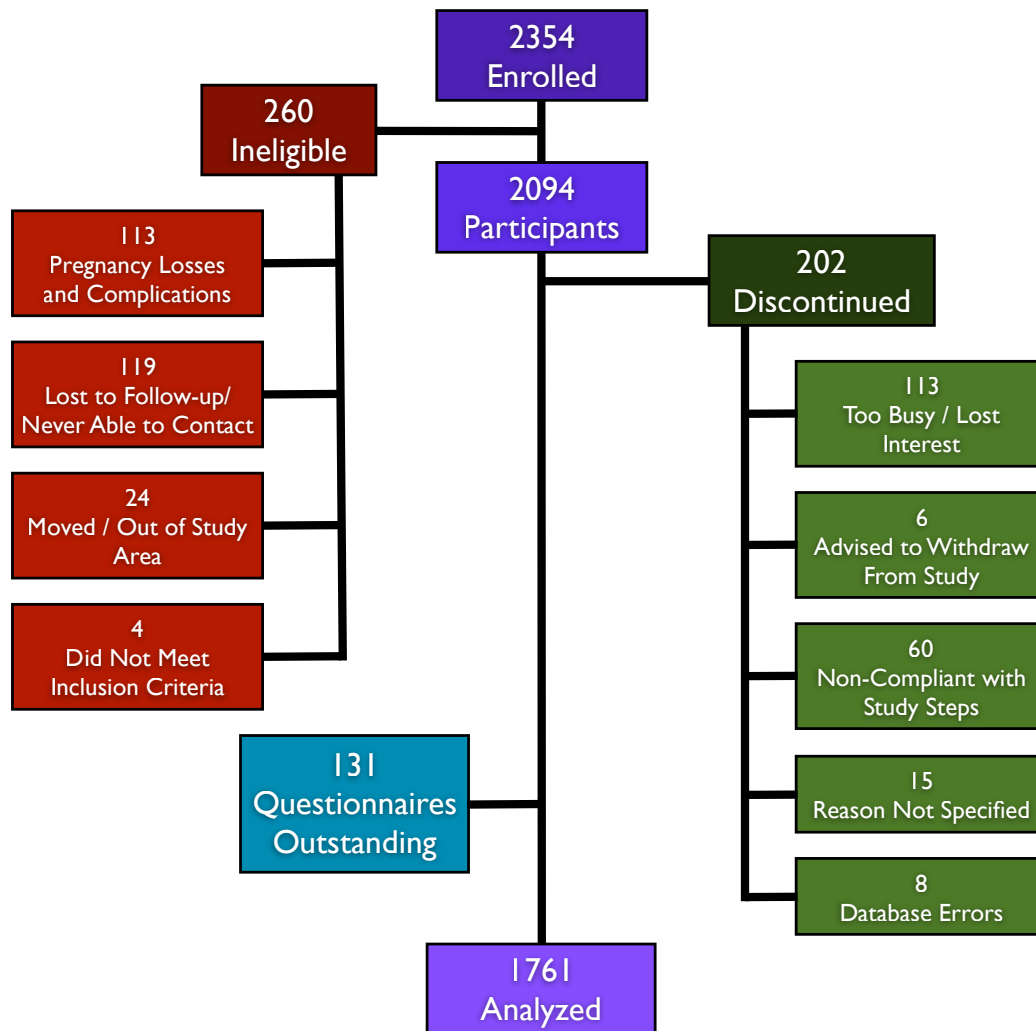 2354
Enrolled
260
Ineligible
2094
Participants
113
Pregnancy Losses
and Complications
202
Discontinued
119
Lost to Follow-up/
Never Able to Contact
113
Too Busy / Lost
Interest
24
Moved / Out of Study
Area
6
Advised to Withdraw
From Study
4
Did Not Meet
Inclusion Criteria
60
Non-Compliant with
Study Steps
131
Questionnaires
Outstanding
15
Reason Not Specified
8
Database Errors
1761
Analyzed